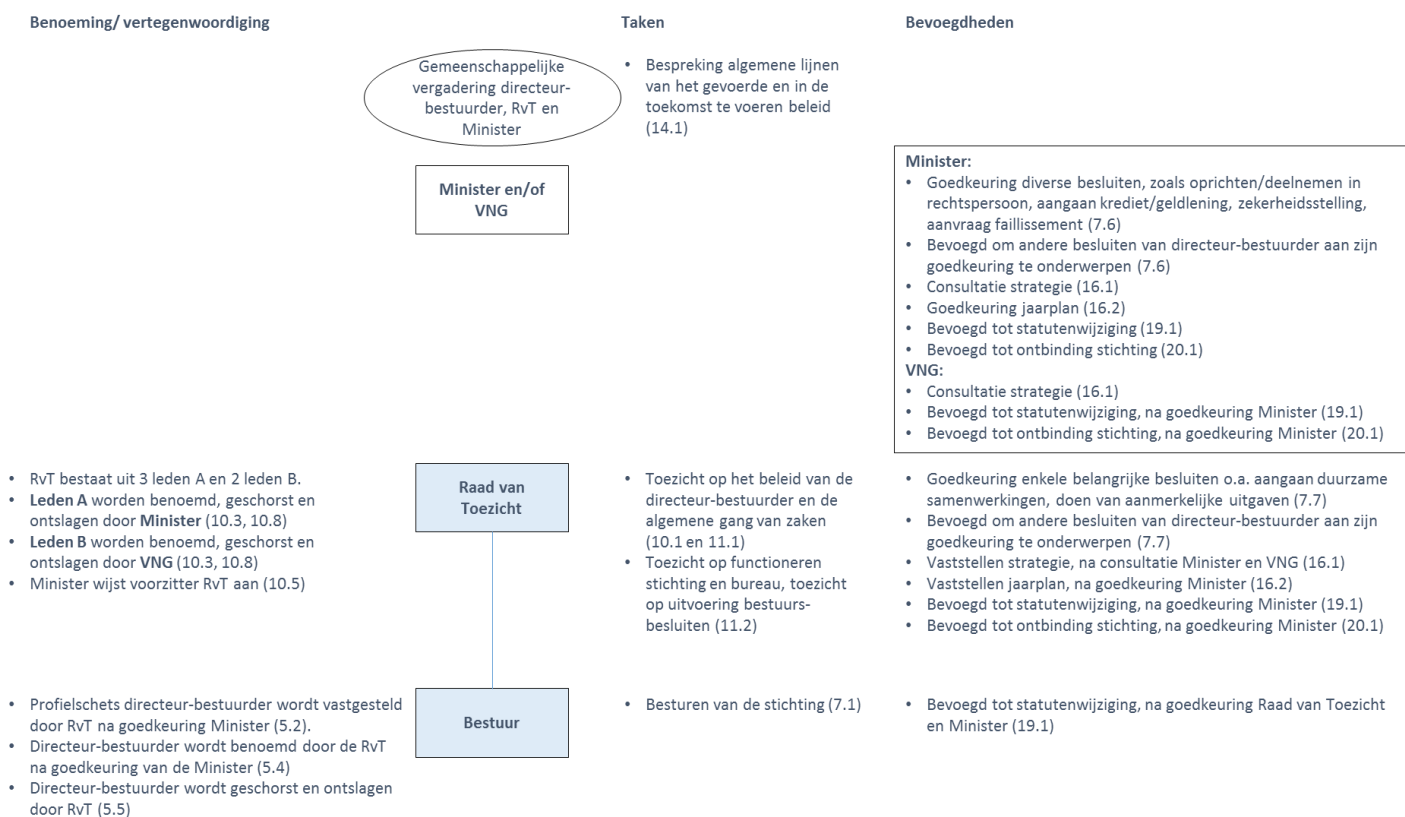 Benoeming/ vertegenwoordiging
Taken
Bevoegdheden
Gemeenschappelijke
vergadering directeur-
bestuurder, RvT en
Minister
• Bespreking algemene lijnen
van het gevoerde en in de
toekomst te voeren beleid
(14.1)
Minister en/of
VNG
Minister:
• Goedkeuring diverse besluiten, zoals oprichten/deelnemen in
rechtspersoon, aangaan krediet/geldlening, zekerheidsstelling,
aanvraag faillissement (7.6)
• Bevoegd om andere besluiten van directeur-bestuurder aan zijn
goedkeuring te onderwerpen (7.6)
• Consultatie strategie (16.1)
• Goedkeuring jaarplan (16.2)
• Bevoegd tot statutenwijziging (19.1)
• Bevoegd tot ontbinding stichting (20.1)
VNG:
• Consultatie strategie (16.1)
• Bevoegd tot statutenwijziging, na goedkeuring Minister (19.1)
• Bevoegd tot ontbinding stichting, na goedkeuring Minister (20.1)
• RvT bestaat uit 3 leden A en 2 leden B.
• Leden A worden benoemd, geschorst en
ontslagen door Minister (10.3, 10.8)
• Leden B worden benoemd, geschorst en
ontslagen door VNG (10.3, 10.8)
• Minister wijst voorzitter RvT aan (10.5)
Raad van
Toezicht
• Toezicht op het beleid van de
directeur-bestuurder en de
algemene gang van zaken
(10.1 en 11.1)
• Toezicht op functioneren
stichting en bureau, toezicht
op uitvoering bestuurs-
besluiten (11.2)
• Goedkeuring enkele belangrijke besluiten o.a. aangaan duurzame
samenwerkingen, doen van aanmerkelijke uitgaven (7.7)
• Bevoegd om andere besluiten van directeur-bestuurder aan zijn
goedkeuring te onderwerpen (7.7)
• Vaststellen strategie, na consultatie Minister en VNG (16.1)
• Vaststellen jaarplan, na goedkeuring Minister (16.2)
• Bevoegd tot statutenwijziging, na goedkeuring Minister (19.1)
• Bevoegd tot ontbinding stichting, na goedkeuring Minister (20.1)
• Profielschets directeur-bestuurder wordt vastgesteld
door RvT na goedkeuring Minister (5.2).
• Directeur-bestuurder wordt benoemd door de RvT
na goedkeuring van de Minister (5.4)
• Directeur-bestuurder wordt geschorst en ontslagen
door RvT (5.5)
Bestuur
• Besturen van de stichting (7.1)
• Bevoegd tot statutenwijziging, na goedkeuring Raad van Toezicht
en Minister (19.1)